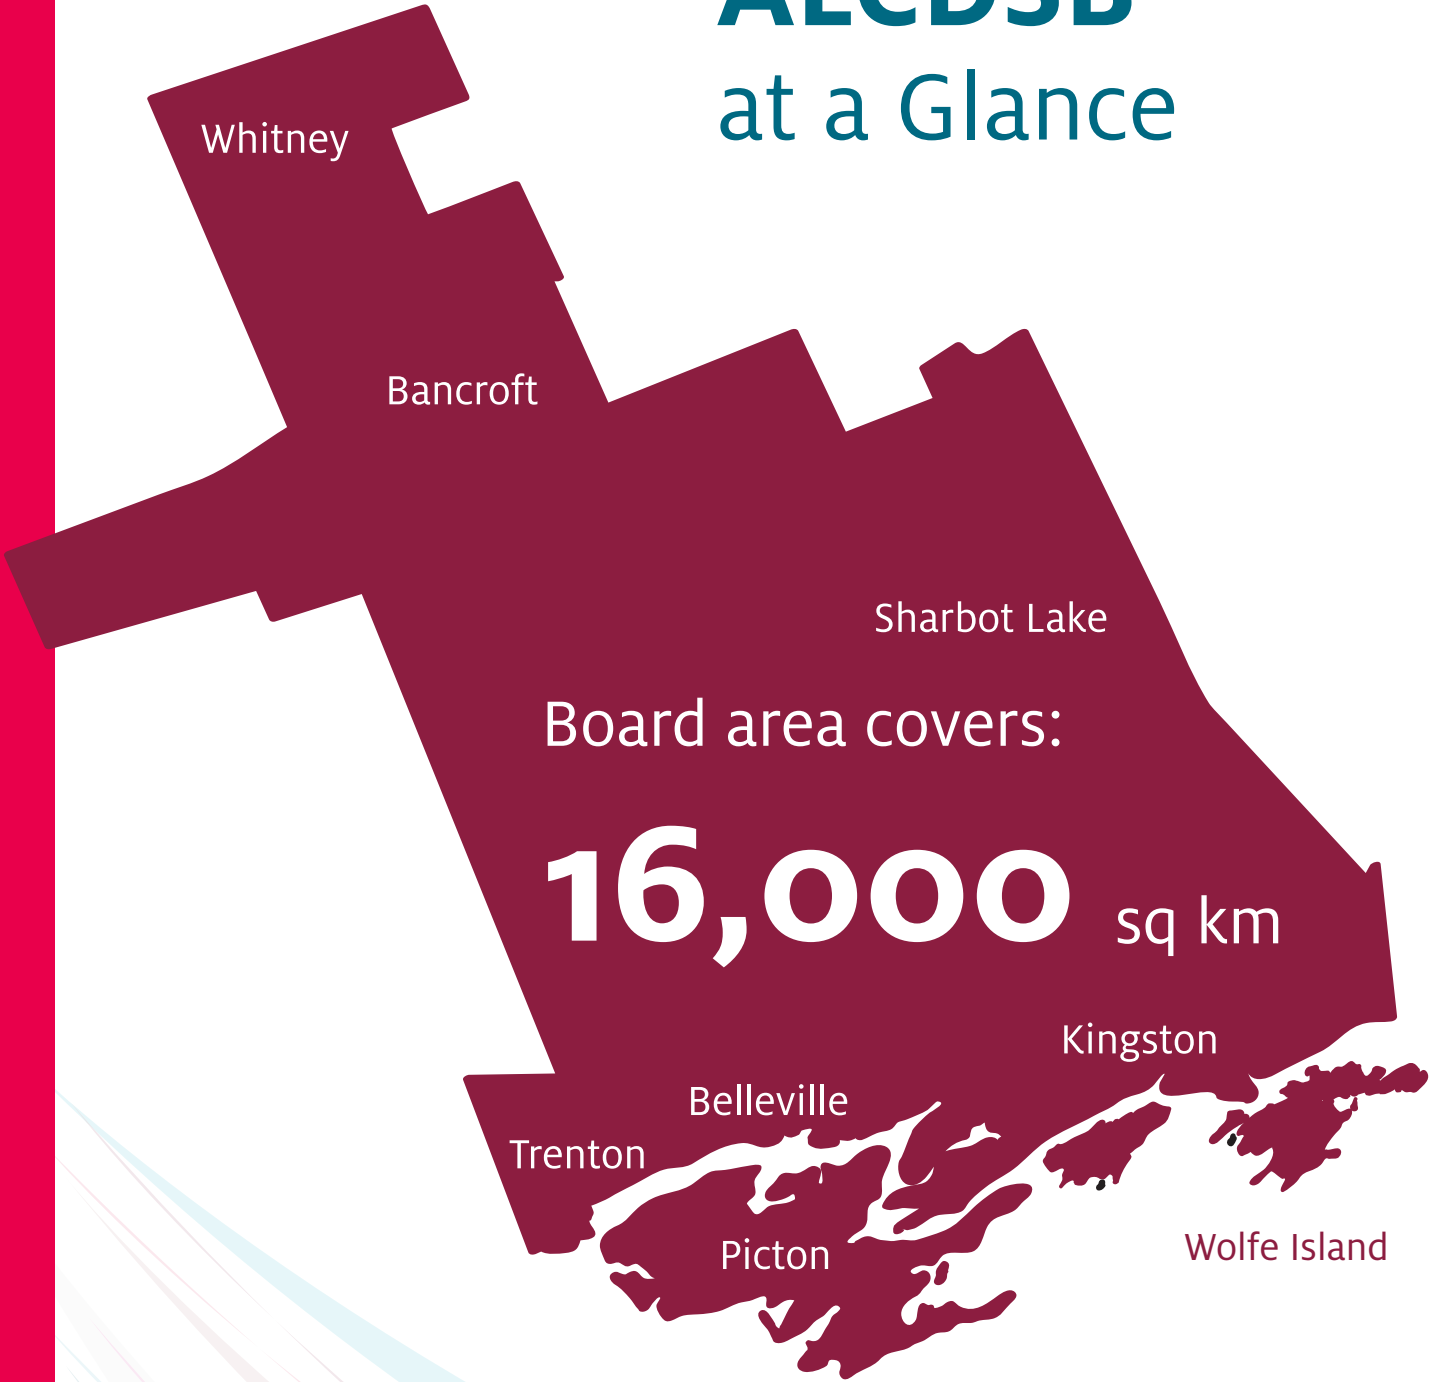 ALCDSB
at a Glance
Whitney
Bancroft
Sharbot Lake
Board area covers:
16,000 sq km
Kingston
Belleville
Trenton
Picton
Wolfe Island